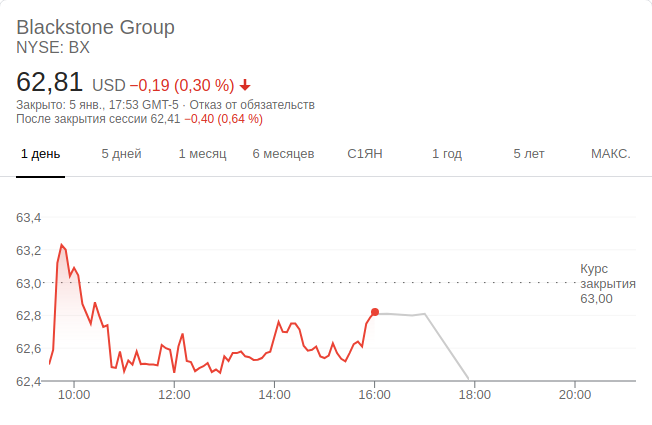 Blackstone Group
NYSE: BX
62,81 USD −0,19 (0,30 %)
Закрыто: 5 янв., 17:53 GMT-5 · Отказ от обязательств
После закрытия сессии 62,41 −0,40 (0,64 %)
1 день 5 дней 1 месяц 6 месяцев С1ЯН 1 год 5 лет МАКС.
63,4
63,2
63,0
62,8
62,6
62,4
Курс
закрытия
63,00
10:00 12:00 14:00 16:00 18:00 20:00